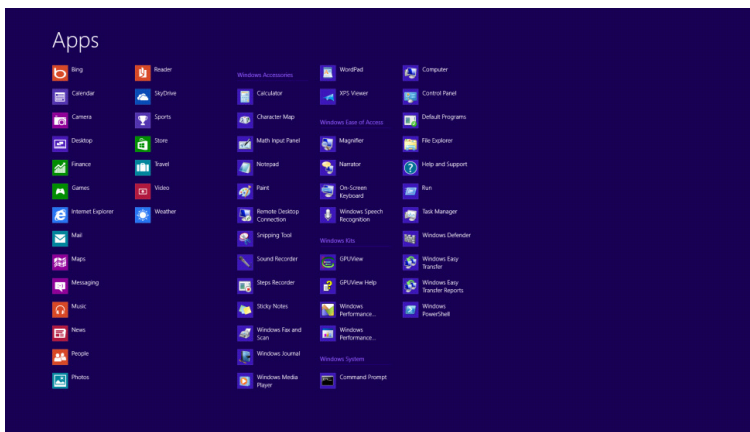 Apps
Bing
Calendar
Camera
Desktop
Finance
Games
Internet Explorer
Mail
Maps
Messaging
Music
News
People
Photos
Reader
SkyDrive
Sports
Store
Travel
Video
Weather
Windows Accessories
Calculator
Character Map
Math Input Panel
Notepad
Paint
Remote Desktop
Connection
Snipping Tool
Sound Recorder
Steps Recorder
Sticky Notes
Windows Fax and
Scan
Windows Journal
Windows Media
Player
WordPad
XPS Viewer
Windows Ease of Access
Magnifier
Narrator
On-Screen
Keyboard
Windows Speech
Recognition
Windows Kits
GPUView
GPUView Help
Windows
Performance...
Windows
Performance...
Windows System
Command Prompt
Computer
Control Panel
Default Programs
File Explorer
Help and Support
Run
Task Manager
Windows Defender
Windows Easy
Transfer
Windows Easy
Transfer Reports
Windows
PowerShell